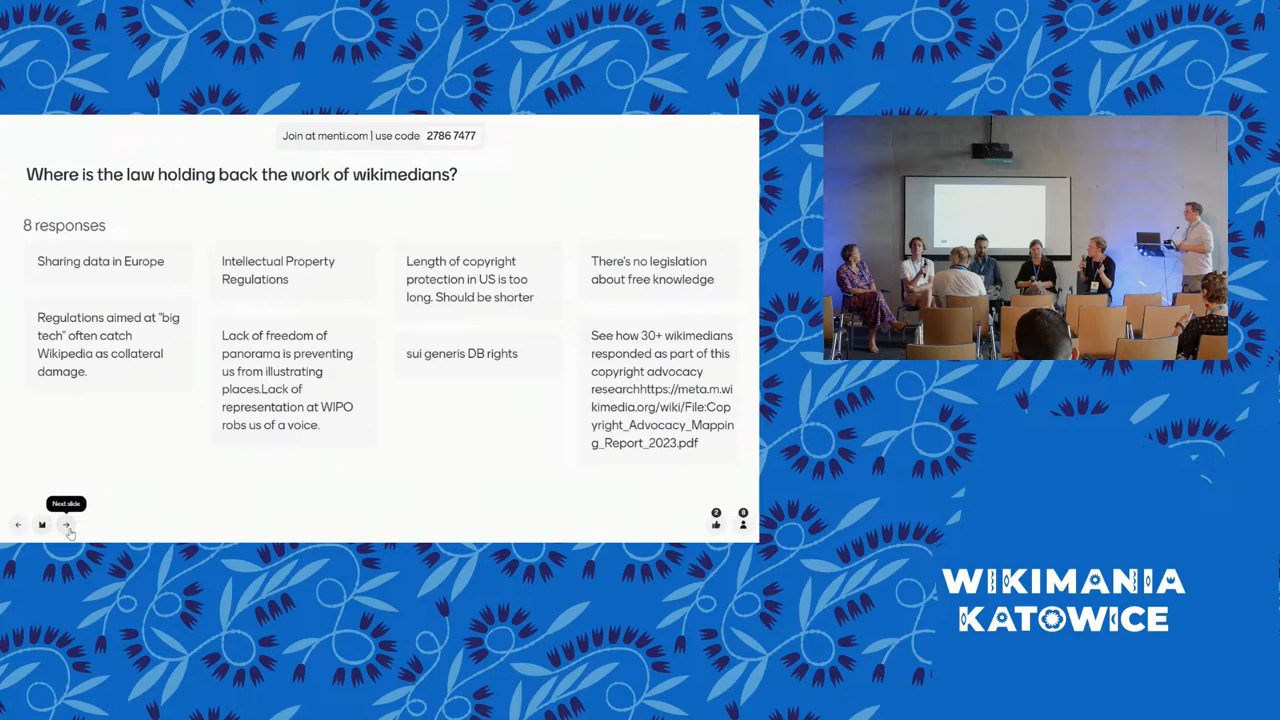 Join at menti.com | use code 2786 7477
Where is the law holding back the work of wikimedians?
8 responses
Sharing data in Europe
Regulations aimed at "big
tech" often catch
Wikipedia as collateral
damage.
Intellectual Property
Regulations
Lack of freedom of
panorama is preventing
us from illustrating
places.Lack of
representation at WIPO
robs us of a voice.
Length of copyright
protection in US is too
long. Should be shorter
sui generis DB rights
There's no legislation
about free knowledge
See how 30+ wikimedians
responded as part of this
copyright advocacy
researchhttps://meta.m.wi
kimedia.org/wiki/File:Cop
yright_Advocacy_Mappin
g_Report_2023.pdf
Next slide
2
8
WIKIMANIA
KATOWICE